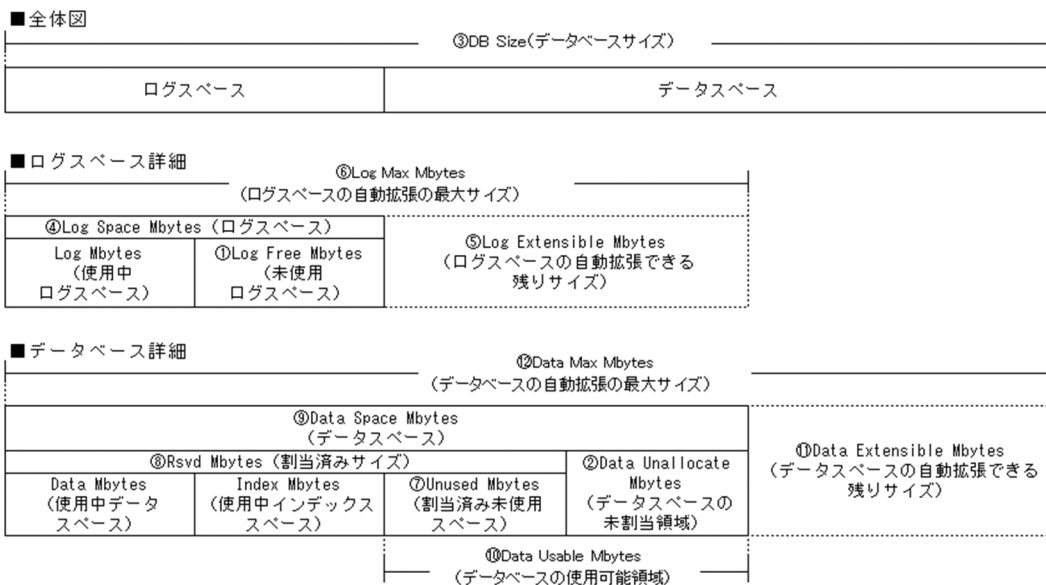 ■全体図
③DB Size(データベースサイズ)
ログスペース
データスペース
■ログスペース詳細
⑥Log Max Mbytes
(ログスペースの自動拡張の最大サイズ)
④Log Space Mbytes (ログスペース)
Log Mbytes
(使用中
ログスペース)
①Log Free Mbytes
(未使用
ログスペース)
⑤Log Extensible Mbytes
(ログスペースの自動拡張できる
残りサイズ)
■データベース詳細
⑫Data Max Mbytes
(データベースの自動拡張の最大サイズ)
⑨Data Space Mbytes
(データスペース)
⑧Rsvd Mbytes (割当済みサイズ)
Data Mbytes
(使用中データ
スペース)
Index Mbytes
(使用中インデックス
スペース)
⑦Unused Mbytes
(割当済み未使用
スペース)
②Data Unallocate
Mbytes
(データスペースの
未割当領域)
⑪Data Extensible Mbytes
(データスペースの自動拡張できる
残りサイズ)
⑩Data Usable Mbytes
(データベースの使用可能領域)